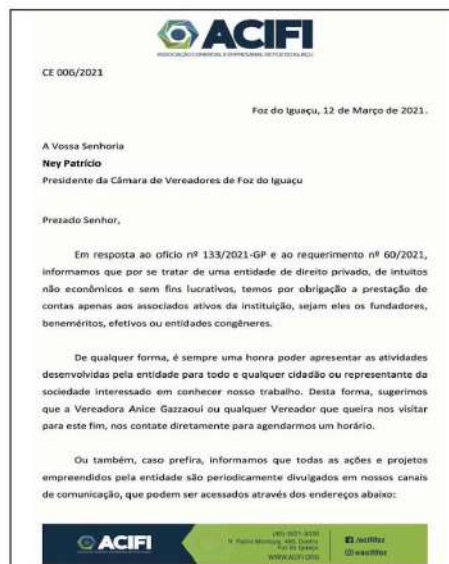 ACIFI
ASSOCIAÇÃO COMERCIAL E EMPRESARIAL DE FOZ DO IGUAÇU
CE 006/2021
Foz do Iguaçu, 12 de Março de 2021.
A Vossa Senhoria
Ney Patrício
Presidente da Câmara de Vereadores de Foz do Iguaçu
Prezado Senhor,
Em resposta ao ofício nº 133/2021-GP e ao requerimento nº 60/2021,
informamos que por se tratar de uma entidade de direito privado, de intuitos
não econômicos e sem fins lucrativos, temos por obrigação a prestação de
contas apenas aos associados ativos da instituição, sejam eles os fundadores,
beneméritos, efetivos ou entidades congêneres.
De qualquer forma, é sempre uma honra poder apresentar as atividades
desenvolvidas pela entidade para todo e qualquer cidadão ou representante da
sociedade interessado em conhecer nosso trabalho. Desta forma, sugerimos
que a Vereadora Anice Gazzaoui ou qualquer Vereador que queira nos visitar
para este fim, nos contate diretamente para agendarmos um horário.
Ou também, caso prefira, informamos que todas as ações e projetos
empreendidos pela entidade são periodicamente divulgados em nossos canais
de comunicação, que podem ser acessados através dos endereços abaixo:
ACIFI
Foz do Iguaçu
WWW.ACIFI.ORG
/acififoz
@acififoz